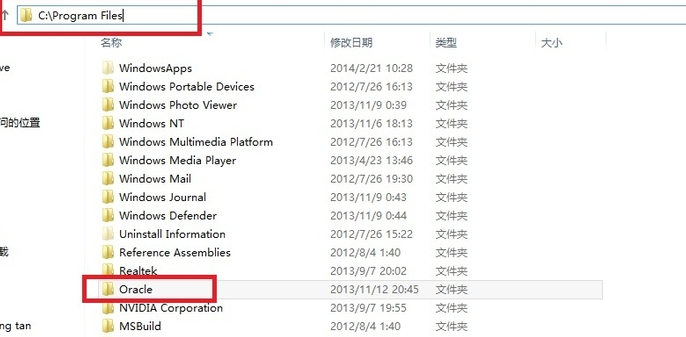 C:\Program Files
名称 修改日期 类型 大小
WindowsApps 2014/2/21 10:28 文件夹
ve Windows Portable Devices 2012/7/26 16:13 文件夹
Windows Photo Viewer 2013/11/9 0:39 文件夹
问的位置 Windows NT 2013/11/6 18:13 文件夹
Windows Multimedia Platform 2012/7/26 16:13 文件夹
Windows Media Player 2013/4/23 13:46 文件夹
Windows Mail 2012/7/26 19:30 文件夹
Windows Journal 2013/11/9 0:43 文件夹
Windows Defender 2013/11/9 0:44 文件夹
Uninstall Information 2012/7/26 15:22 文件夹
载 Reference Assemblies 2012/8/4 1:40 文件夹
Realtek 2013/9/7 20:02 文件夹
Oracle 2013/11/12 20:45 文件夹
NVIDIA Corporation 2013/9/7 19:55 文件夹
ng tan MSBuild 2012/8/4 1:40 文件夹